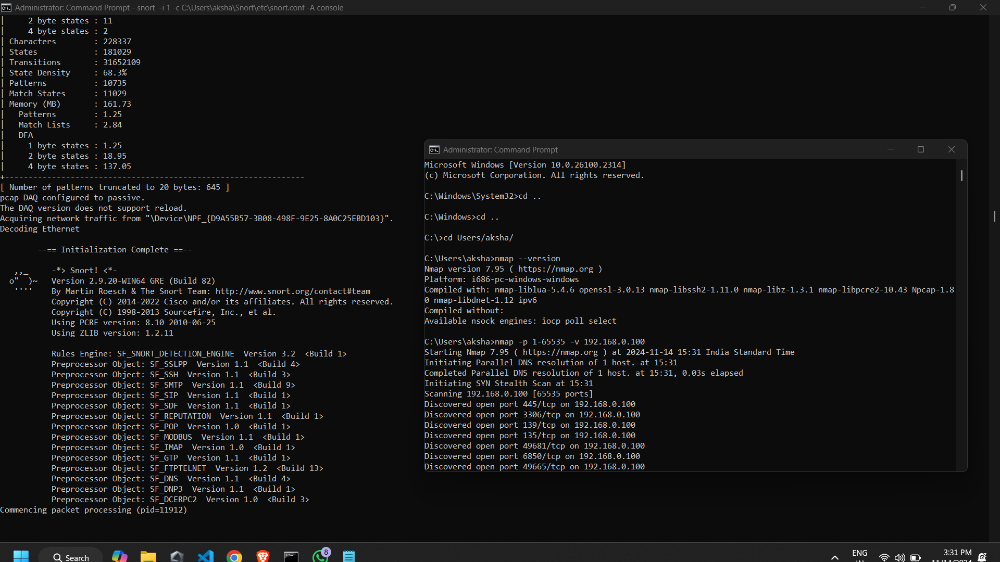 Administrator: Command Prompt - snort  -i 1 -c C:\Users\aksha\Snort\etc\snort.conf -A console
|     2 byte states : 11
|     4 byte states : 2
| Characters        : 228337
| States            : 181029
| Transitions       : 31652109
| State Density     : 68.3%
| Patterns          : 10735
| Match States      : 11029
| Memory (MB)       : 161.73
|   Patterns        : 1.25
|   Match Lists     : 2.84
|   DFA
|     1 byte states : 1.25
|     2 byte states : 18.95
|     4 byte states : 137.05
+----------------------------------------------------------------
[ Number of patterns truncated to 20 bytes: 645 ]
pcap DAQ configured to passive.
The DAQ version does not support reload.
Acquiring network traffic from "\Device\NPF_{D9A55B57-3B08-498F-9E25-8A0C25EBD103}".
Decoding Ethernet
--== Initialization Complete ==--
,,_     -*> Snort! <*-
o"  )~   Version 2.9.20-WIN64 GRE (Build 82)
''''    By Martin Roesch & The Snort Team: http://www.snort.org/contact#team
Copyright (C) 2014-2022 Cisco and/or its affiliates. All rights reserved.
Copyright (C) 1998-2013 Sourcefire, Inc., et al.
Using PCRE version: 8.10 2010-06-25
Using ZLIB version: 1.2.11
Rules Engine: SF_SNORT_DETECTION_ENGINE  Version 3.2  <Build 1>
Preprocessor Object: SF_SSLPP  Version 1.1  <Build 4>
Preprocessor Object: SF_SSH  Version 1.1  <Build 3>
Preprocessor Object: SF_SMTP  Version 1.1  <Build 9>
Preprocessor Object: SF_SIP  Version 1.1  <Build 1>
Preprocessor Object: SF_SDF  Version 1.1  <Build 1>
Preprocessor Object: SF_REPUTATION  Version 1.1  <Build 1>
Preprocessor Object: SF_POP  Version 1.0  <Build 1>
Preprocessor Object: SF_MODBUS  Version 1.1  <Build 1>
Preprocessor Object: SF_IMAP  Version 1.0  <Build 1>
Preprocessor Object: SF_GTP  Version 1.1  <Build 1>
Preprocessor Object: SF_FTPTELNET  Version 1.2  <Build 13>
Preprocessor Object: SF_DNS  Version 1.1  <Build 4>
Preprocessor Object: SF_DNP3  Version 1.1  <Build 1>
Preprocessor Object: SF_DCERPC2  Version 1.0  <Build 3>
Commencing packet processing (pid=11912)
Administrator: Command Prompt
Microsoft Windows [Version 10.0.26100.2314]
(c) Microsoft Corporation. All rights reserved.
C:\Windows\System32>cd ..
C:\Windows>cd ..
C:\>cd Users/aksha/
C:\Users\aksha>nmap --version
Nmap version 7.95 ( https://nmap.org )
Platform: i686-pc-windows-windows
Compiled with: nmap-liblua-5.4.6 openssl-3.0.13 nmap-libssh2-1.11.0 nmap-libz-1.3.1 nmap-libpcre2-10.43 Npcap-1.8
0 nmap-libdnet-1.12 ipv6
Compiled without:
Available nsock engines: iocp poll select
C:\Users\aksha>nmap -p 1-65535 -v 192.168.0.100
Starting Nmap 7.95 ( https://nmap.org ) at 2024-11-14 15:31 India Standard Time
Initiating Parallel DNS resolution of 1 host. at 15:31
Completed Parallel DNS resolution of 1 host. at 15:31, 0.03s elapsed
Initiating SYN Stealth Scan at 15:31
Scanning 192.168.0.100 [65535 ports]
Discovered open port 445/tcp on 192.168.0.100
Discovered open port 3306/tcp on 192.168.0.100
Discovered open port 139/tcp on 192.168.0.100
Discovered open port 135/tcp on 192.168.0.100
Discovered open port 49681/tcp on 192.168.0.100
Discovered open port 6850/tcp on 192.168.0.100
Discovered open port 49665/tcp on 192.168.0.100
Search
8
ENG
IN
3:31 PM
11/14/2024